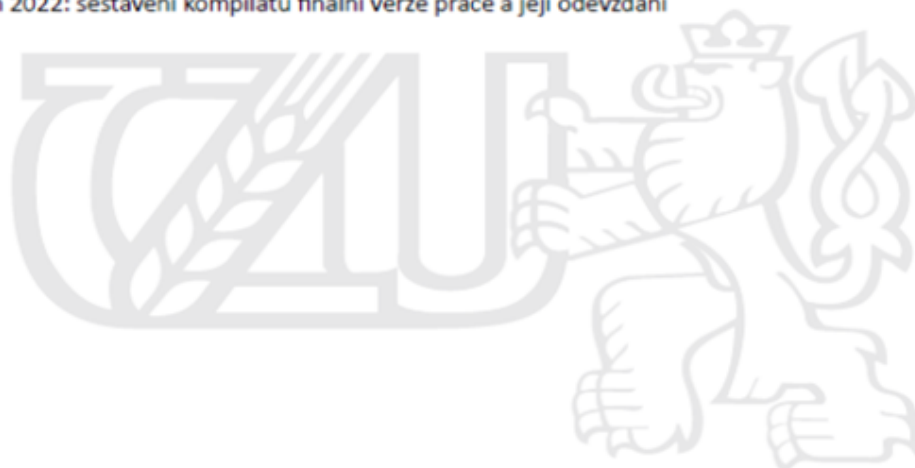 2022: sestavení kompilátu finální verze práce a její odevzdání
ČZU